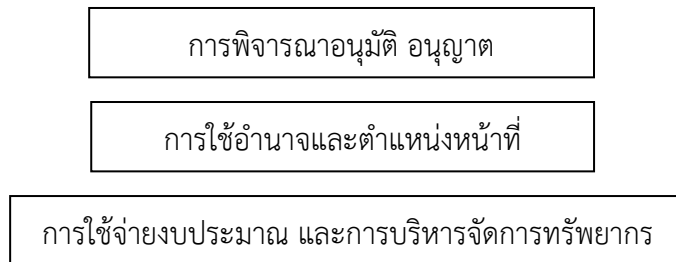 การพิจารณาอนุมัติ อนุญาต
การใช้อำนาจและตำแหน่งหน้าที่
การใช้จ่ายงบประมาณ และการบริหารจัดการทรัพยากร